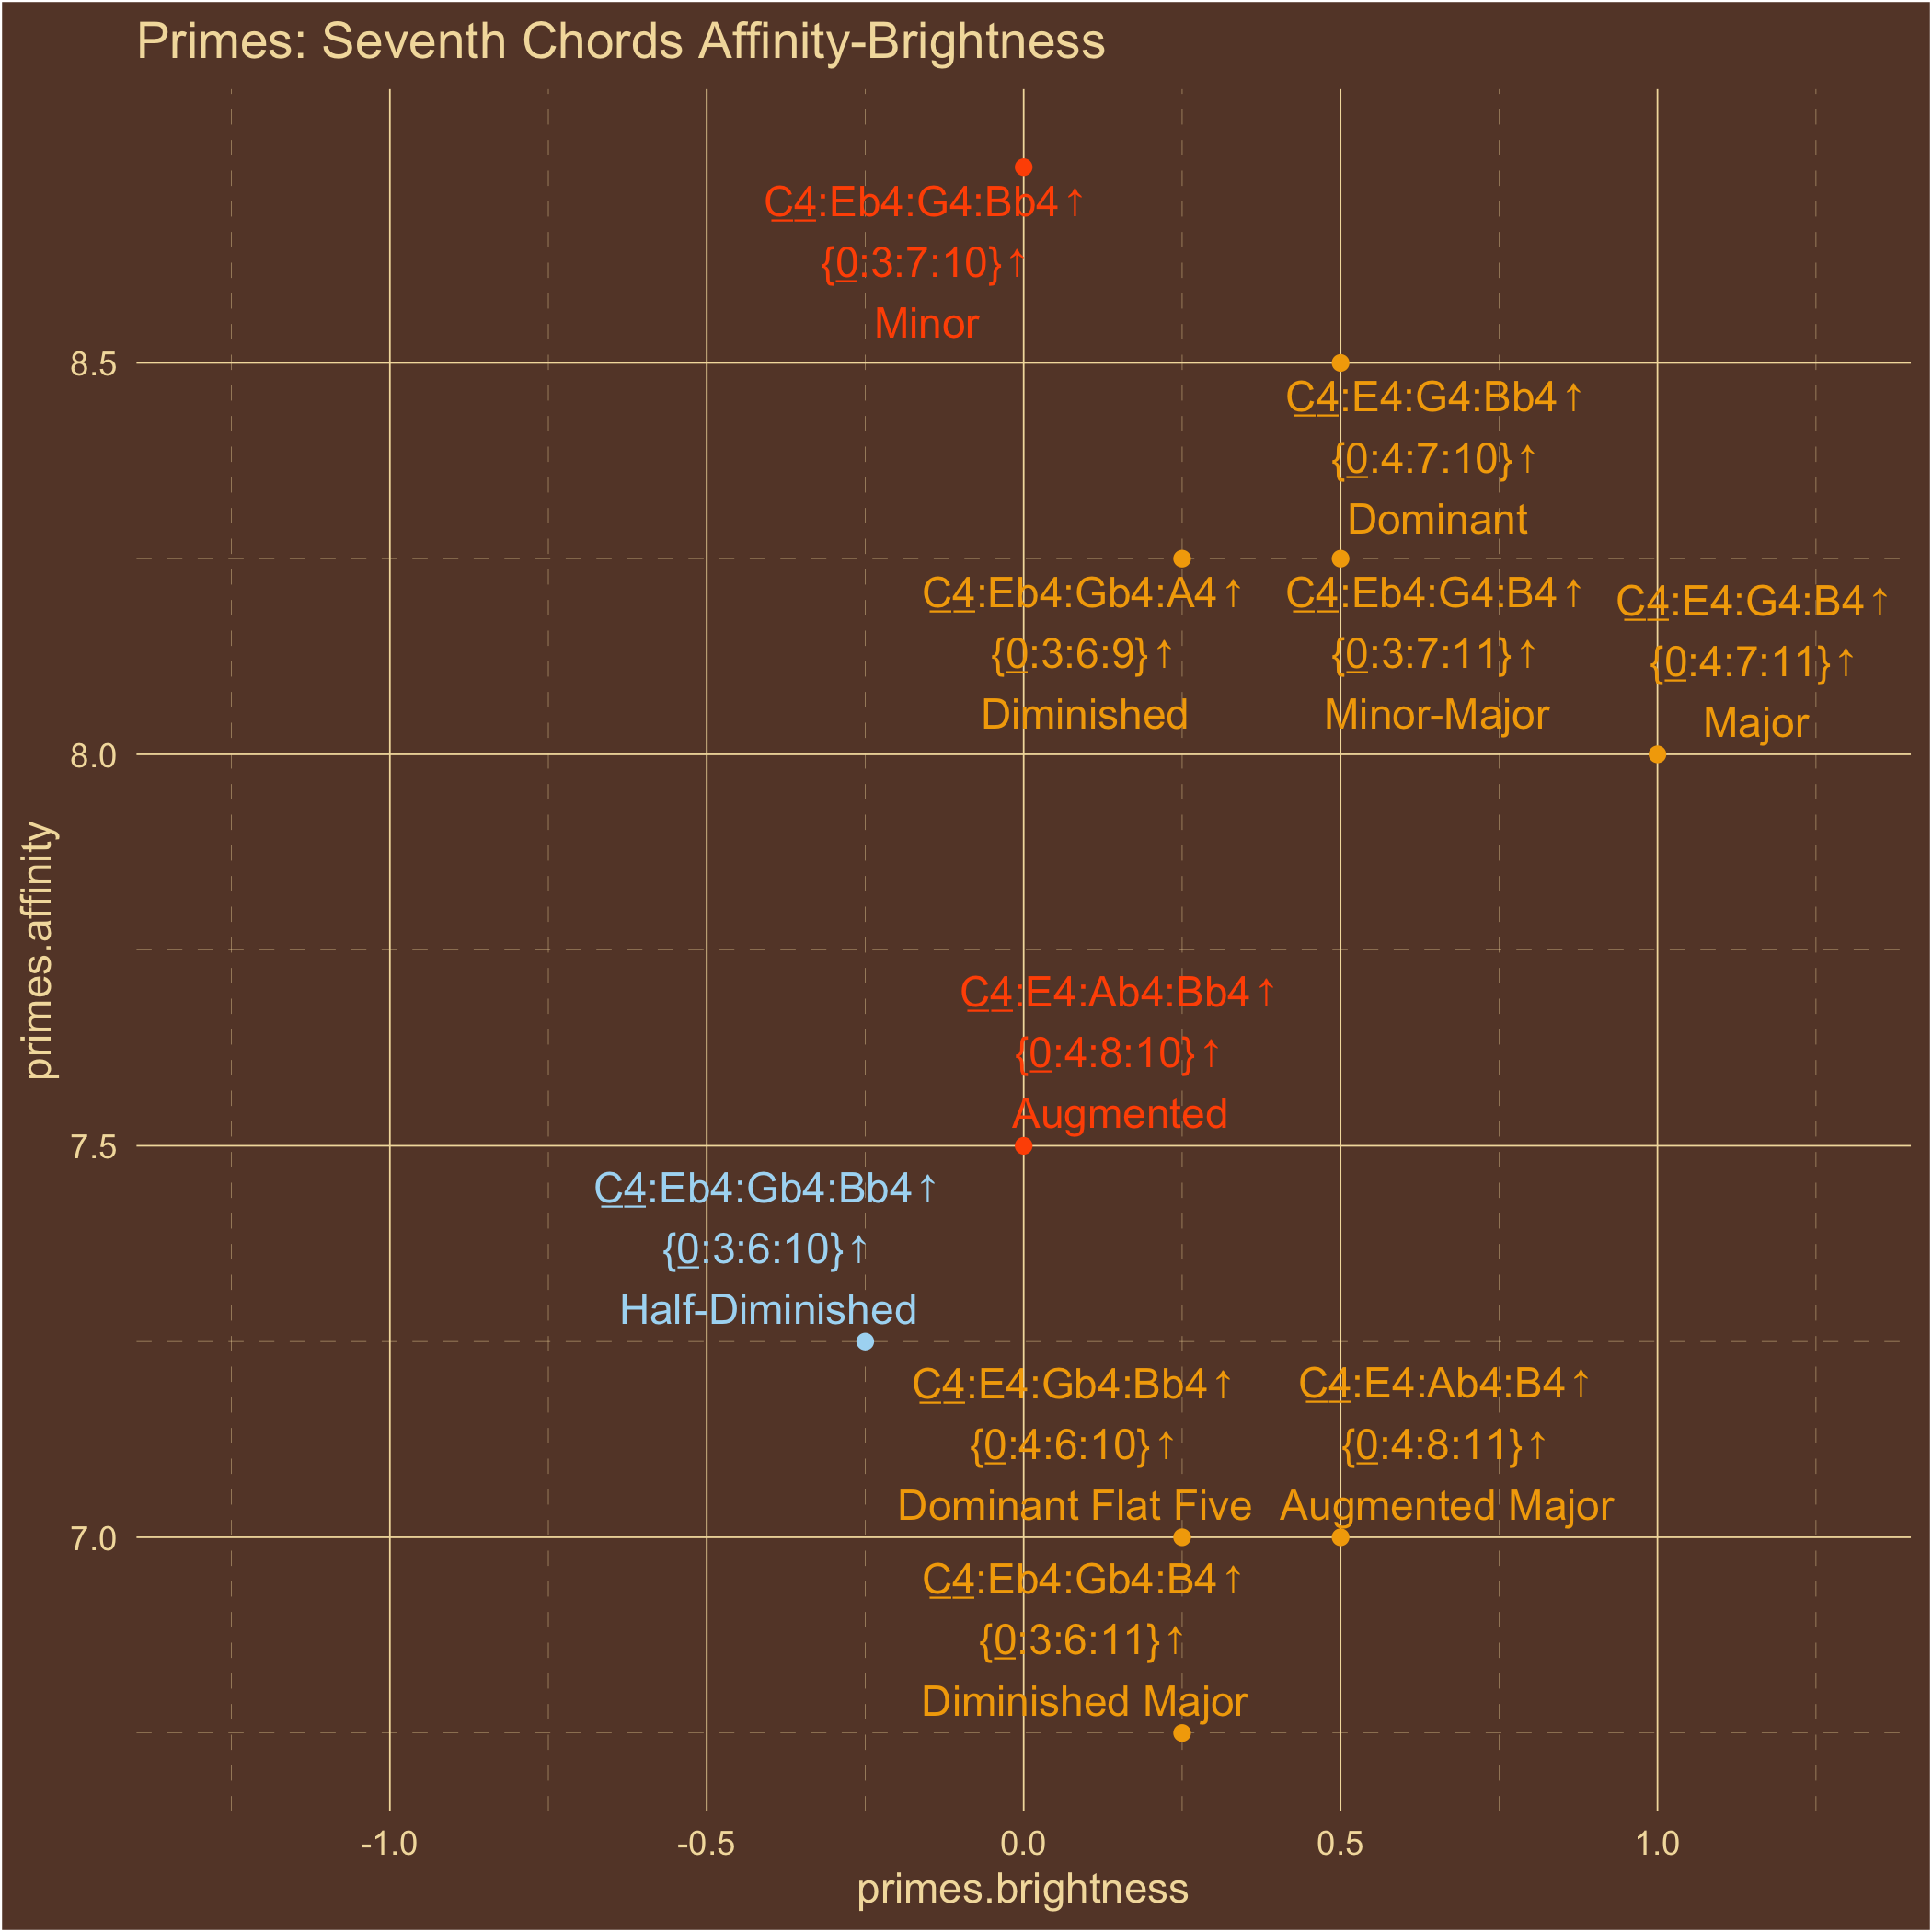 Primes: Seventh Chords Affinity-Brightness
C4:Eb4:G4:Bb4↑
{0:3:7:10}↑
Minor
8.5
C4:E4:G4:Bb4↑
{0:4:7:10}↑
Dominant
C4:Eb4:Gb4:A4↑
{0:3:6:9}↑
Diminished
C4:Eb4:G4:B4↑
{0:3:7:11}↑
Minor-Major
C4:E4:G4:B4↑
{0:4:7:11}↑
Major
8.0
primes.affinity
C4:E4:Ab4:Bb4↑
{0:4:8:10}↑
Augmented
7.5
C4:Eb4:Gb4:Bb4↑
{0:3:6:10}↑
Half-Diminished
C4:E4:Gb4:Bb4↑
{0:4:6:10}↑
Dominant Flat Five
C4:E4:Ab4:B4↑
{0:4:8:11}↑
Augmented Major
7.0
C4:Eb4:Gb4:B4↑
{0:3:6:11}↑
Diminished Major
-1.0
-0.5
0.0
0.5
1.0
primes.brightness